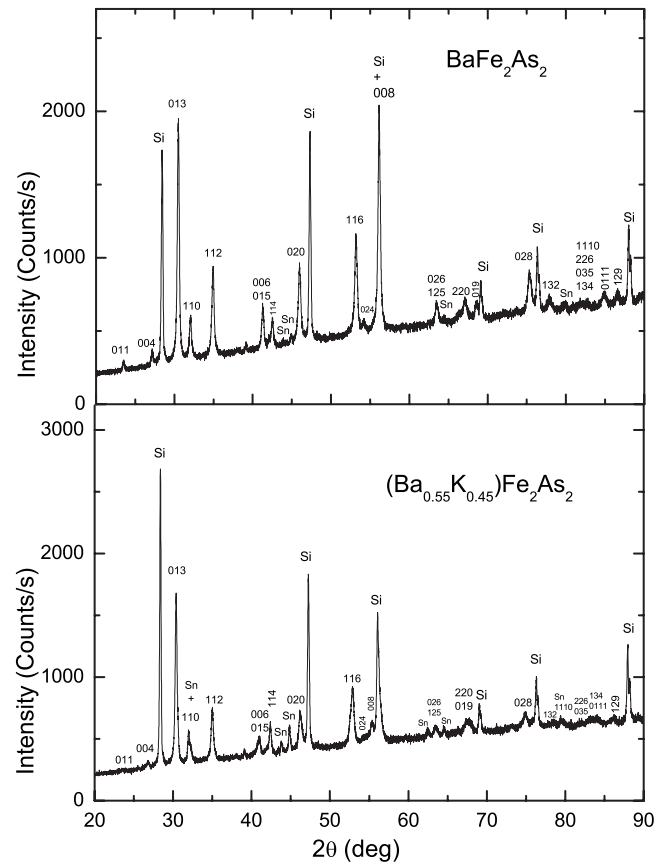 BaFe2As2
Intensity (Counts/s)
2000
1000
0
011
004
Si
013
110
112
006
015
114
Sn
Sn
020
Si
116
024
Si
+
008
026
125
Sn
220
019
Si
028
Si
132
Sn
1110
226
035
134
0111
129
Si
(Ba0.55K0.45)Fe2As2
Intensity (Counts/s)
3000
2000
1000
0
011
004
Si
013
Sn
+
110
112
006
015
114
Sn
Sn
020
Si
116
024
008
Si
Sn
026
125
Sn
220
019
Si
028
Si
132
Sn
1110
226
035
134
0111
129
Si
20 30 40 50 60 70 80 90
2θ (deg)